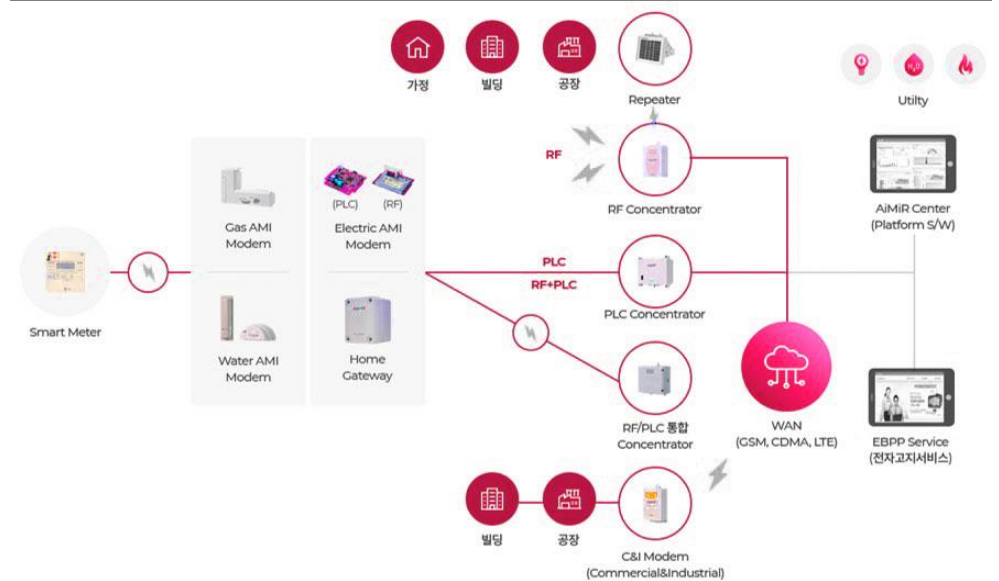 가정
빌딩
공장
Repeater
Utilty
RF
RF Concentrator
AiMiR Center
(Platform S/W)
(PLC)
(RF)
Gas AMI
Modem
Electric AMI
Modem
Smart Meter
PLC
RF+PLC
PLC Concentrator
Water AMI
Modem
Home
Gateway
RF/PLC 통합
Concentrator
WAN
(GSM, CDMA, LTE)
EBPP Service
(전자고지서비스)
빌딩
공장
C&I Modem
(Commercial&Industrial)
H₂O